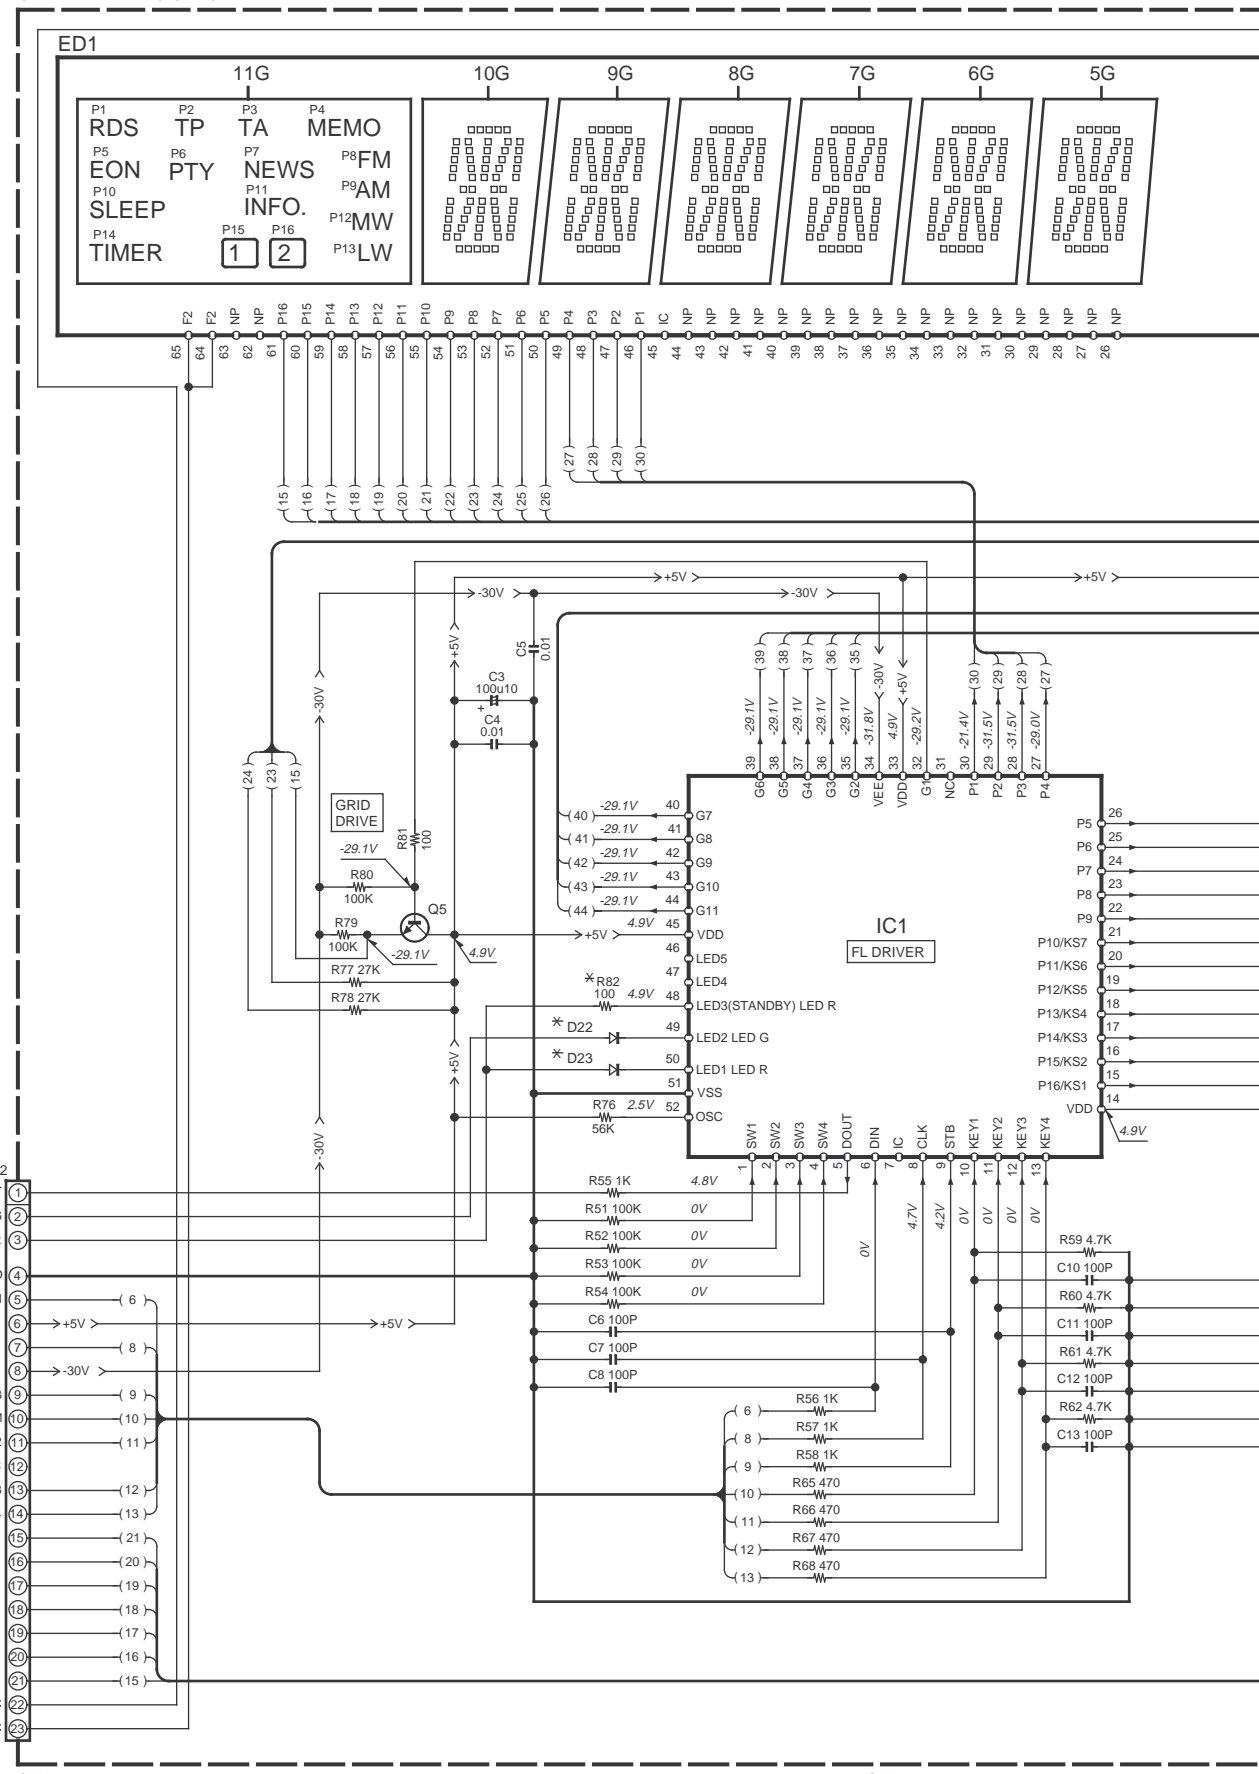 ED1
11G 10G 9G 8G 7G 6G 5G
P1 P2 P3 P4
RDS TP TA MEMO
P5 P6 P7 P8 FM
EON PTY NEWS
P10 P11 P9 AM
SLEEP INFO.
P12 MW
P14 P15 P16 P13 LW
TIMER 1 2
F2 F2 NP NP P16 P15 P14 P13 P12 P11 P10 P9 P8 P7 P6 P5 P4 P3 P2 P1 IC NP NP NP NP NP NP NP NP NP NP NP NP NP NP NP NP NP NP NP
65 64 63 62 61 60 59 58 57 56 55 54 53 52 51 50 49 48 47 46 45 44 43 42 41 40 39 38 37 36 35 34 33 32 31 30 29 28 27 26
(27) (28) (29) (30)
(15) (16) (17) (18) (19) (20) (21) (22) (23) (24) (25) (26)
+5V +5V
-30V -30V
C5
0.01
+5V
-30V
C3
100u10
+
C4
0.01
(39) (38) (37) (36) (35) -30V +5V (30) (29) (28) (27)
-29.1V -29.1V -29.1V -29.1V -29.1V -31.8V 4.9V -29.2V -21.4V -31.5V -31.5V -29.0V
39 38 37 36 35 34 33 32 31 30 29 28 27
G6 G5 G4 G3 G2 VEE VDD G1 NC P1 P2 P3 P4
(24) (23) (15)
GRID
DRIVE
R81
100
-29.1V
R80
100K
Q5
R79
100K
-29.1V
4.9V
R77 27K
R78 27K
(40) -29.1V 40 G7
(41) -29.1V 41 G8
(42) -29.1V 42 G9
(43) -29.1V 43 G10
(44) -29.1V 44 G11
+5V 4.9V 45 VDD
46 LED5
47 LED4
* R82
100 4.9V 48 LED3(STANDBY) LED R
* D22 49 LED2 LED G
* D23 50 LED1 LED R
51 VSS
R76 2.5V 52 OSC
56K
+5V
-30V
IC1
FL DRIVER
P5 26
P6 25
P7 24
P8 23
P9 22
P10/KS7 21
P11/KS6 20
P12/KS5 19
P13/KS4 18
P14/KS3 17
P15/KS2 16
P16/KS1 15
VDD 14
4.9V
SW1 SW2 SW3 SW4 DOUT DIN IC CLK STB KEY1 KEY2 KEY3 KEY4
1 2 3 4 5 6 7 8 9 10 11 12 13
0V 4.7V 4.2V 0V 0V 0V 0V
R55 1K 4.8V
R51 100K 0V
R52 100K 0V
R53 100K 0V
R54 100K 0V
C6 100P
C7 100P
C8 100P
R59 4.7K
C10 100P
R60 4.7K
C11 100P
R61 4.7K
C12 100P
R62 4.7K
C13 100P
(6) R56 1K
(8) R57 1K
(9) R58 1K
(10) R65 470
(11) R66 470
(12) R67 470
(13) R68 470
2
1
2
3
4
5 (6)
6 +5V +5V
7 (8)
8 -30V
9 (9)
10 (10)
11 (11)
12
13 (12)
14 (13)
15 (21)
16 (20)
17 (19)
18 (18)
19 (17)
20 (16)
21 (15)
22
23